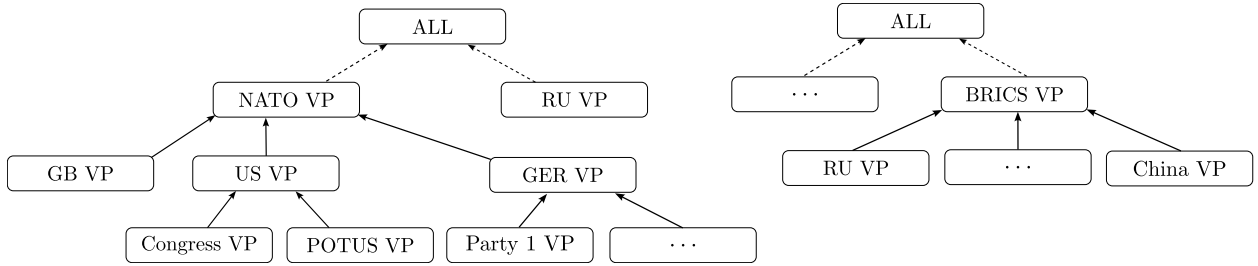 ALL
NATO VP
RU VP
GB VP
US VP
GER VP
Congress VP
POTUS VP
Party 1 VP
· · ·
ALL
· · ·
BRICS VP
RU VP
· · ·
China VP